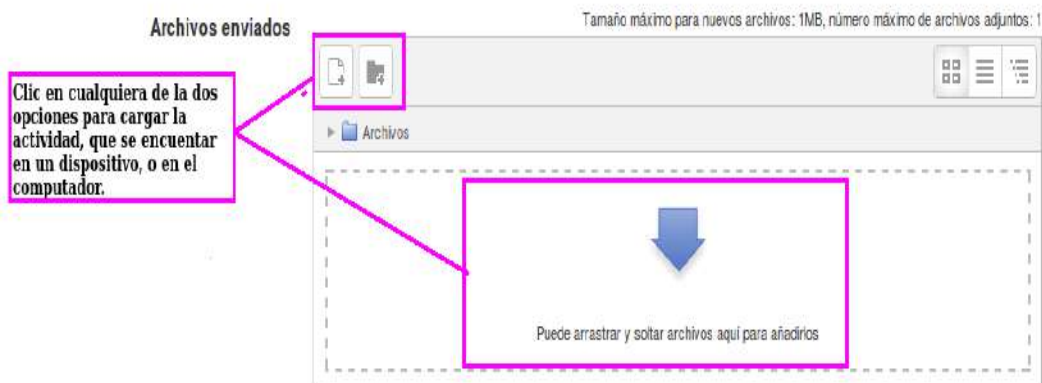 Archivos enviados
Tamaño máximo para nuevos archivos: 1MB, número máximo de archivos adjuntos: 1
Clic en cualquiera de la dos
opciones para cargar la
actividad, que se encuentar
en un dispositivo, o en el
computador.
Archivos
Puede arrastrar y soltar archivos aquí para añadirlos